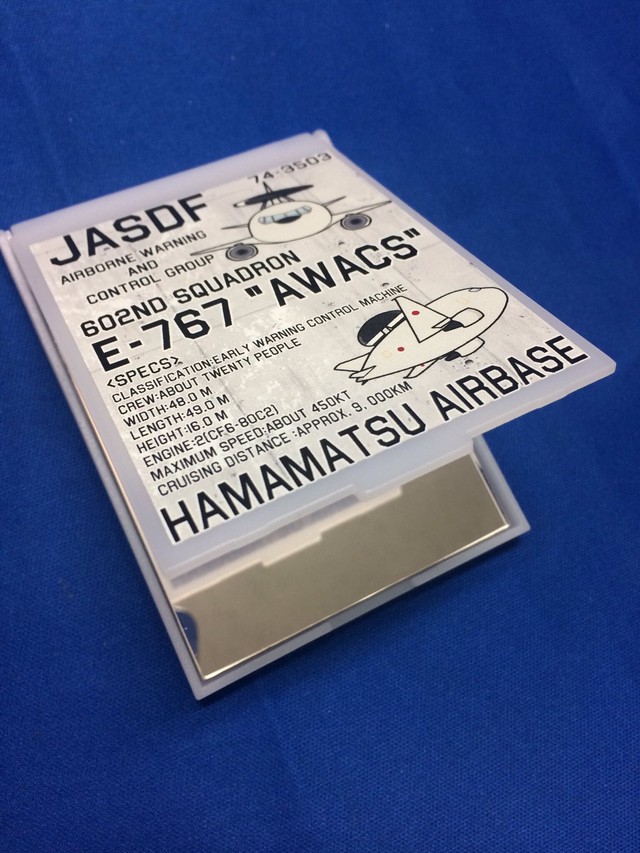 74-3503
JASDF
AIRBORNE WARNING
AND
CONTROL GROUP
602ND SQUADRON
E-767 "AWACS"
<SPECS>
CLASSIFICATION:EARLY WARNING CONTROL MACHINE
CREW:ABOUT TWENTY PEOPLE
WIDTH:48.0 M
LENGTH:49.0 M
HEIGHT:16.0 M
ENGINE:2(CF6-80C2)
MAXIMUM SPEED:ABOUT 450KT
CRUISING DISTANCE :APPROX. 9.000KM
HAMAMATSU AIRBASE